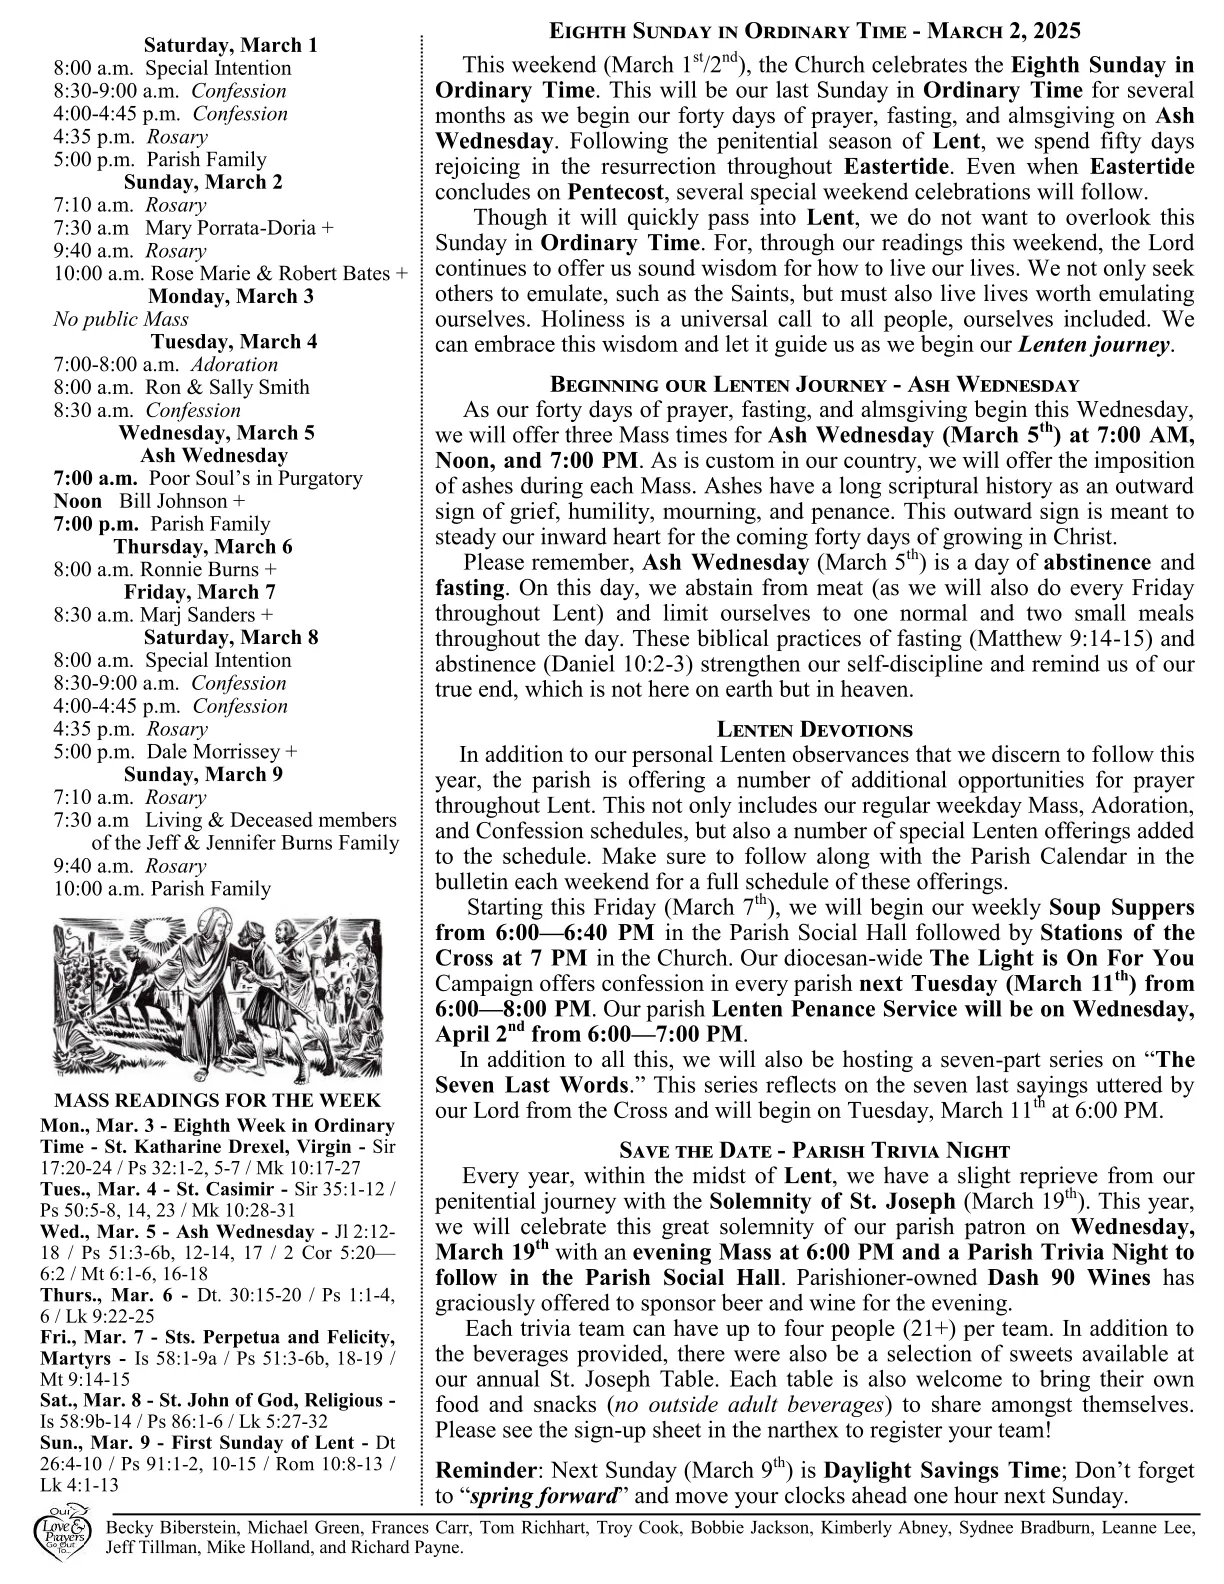 Saturday, March 1
8:00 a.m.  Special Intention
8:30-9:00 a.m.  Confession
4:00-4:45 p.m.  Confession
4:35 p.m.  Rosary
5:00 p.m.  Parish Family
Sunday, March 2
7:10 a.m.  Rosary
7:30 a.m   Mary Porrata-Doria +
9:40 a.m.  Rosary
10:00 a.m. Rose Marie & Robert Bates +
Monday, March 3
No public Mass
Tuesday, March 4
7:00-8:00 a.m.  Adoration
8:00 a.m.  Ron & Sally Smith
8:30 a.m.  Confession
Wednesday, March 5
Ash Wednesday
7:00 a.m.  Poor Soul’s in Purgatory
Noon   Bill Johnson +
7:00 p.m.  Parish Family
Thursday, March 6
8:00 a.m. Ronnie Burns +
Friday, March 7
8:30 a.m. Marj Sanders +
Saturday, March 8
8:00 a.m.  Special Intention
8:30-9:00 a.m.  Confession
4:00-4:45 p.m.  Confession
4:35 p.m.  Rosary
5:00 p.m.  Dale Morrissey +
Sunday, March 9
7:10 a.m.  Rosary
7:30 a.m   Living & Deceased members
of the Jeff & Jennifer Burns Family
9:40 a.m.  Rosary
10:00 a.m. Parish Family
MASS READINGS FOR THE WEEK
Mon., Mar. 3 - Eighth Week in Ordinary
Time - St. Katharine Drexel, Virgin - Sir
17:20-24 / Ps 32:1-2, 5-7 / Mk 10:17-27
Tues., Mar. 4 - St. Casimir - Sir 35:1-12 /
Ps 50:5-8, 14, 23 / Mk 10:28-31
Wed., Mar. 5 - Ash Wednesday - Jl 2:12-
18 / Ps 51:3-6b, 12-14, 17 / 2 Cor 5:20—
6:2 / Mt 6:1-6, 16-18
Thurs., Mar. 6 - Dt. 30:15-20 / Ps 1:1-4,
6 / Lk 9:22-25
Fri., Mar. 7 - Sts. Perpetua and Felicity,
Martyrs - Is 58:1-9a / Ps 51:3-6b, 18-19 /
Mt 9:14-15
Sat., Mar. 8 - St. John of God, Religious -
Is 58:9b-14 / Ps 86:1-6 / Lk 5:27-32
Sun., Mar. 9 - First Sunday of Lent - Dt
26:4-10 / Ps 91:1-2, 10-15 / Rom 10:8-13 /
Lk 4:1-13
Eighth Sunday in Ordinary Time - March 2, 2025
This weekend (March 1st/2nd), the Church celebrates the Eighth Sunday in
Ordinary Time. This will be our last Sunday in Ordinary Time for several
months as we begin our forty days of prayer, fasting, and almsgiving on Ash
Wednesday. Following the penitential season of Lent, we spend fifty days
rejoicing in the resurrection throughout Eastertide. Even when Eastertide
concludes on Pentecost, several special weekend celebrations will follow.
Though it will quickly pass into Lent, we do not want to overlook this
Sunday in Ordinary Time. For, through our readings this weekend, the Lord
continues to offer us sound wisdom for how to live our lives. We not only seek
others to emulate, such as the Saints, but must also live lives worth emulating
ourselves. Holiness is a universal call to all people, ourselves included. We
can embrace this wisdom and let it guide us as we begin our Lenten journey.
Beginning our Lenten Journey - Ash Wednesday
As our forty days of prayer, fasting, and almsgiving begin this Wednesday,
we will offer three Mass times for Ash Wednesday (March 5th) at 7:00 AM,
Noon, and 7:00 PM. As is custom in our country, we will offer the imposition
of ashes during each Mass. Ashes have a long scriptural history as an outward
sign of grief, humility, mourning, and penance. This outward sign is meant to
steady our inward heart for the coming forty days of growing in Christ.
Please remember, Ash Wednesday (March 5th) is a day of abstinence and
fasting. On this day, we abstain from meat (as we will also do every Friday
throughout Lent) and limit ourselves to one normal and two small meals
throughout the day. These biblical practices of fasting (Matthew 9:14-15) and
abstinence (Daniel 10:2-3) strengthen our self-discipline and remind us of our
true end, which is not here on earth but in heaven.
Lenten Devotions
In addition to our personal Lenten observances that we discern to follow this
year, the parish is offering a number of additional opportunities for prayer
throughout Lent. This not only includes our regular weekday Mass, Adoration,
and Confession schedules, but also a number of special Lenten offerings added
to the schedule. Make sure to follow along with the Parish Calendar in the
bulletin each weekend for a full schedule of these offerings.
Starting this Friday (March 7th), we will begin our weekly Soup Suppers
from 6:00—6:40 PM in the Parish Social Hall followed by Stations of the
Cross at 7 PM in the Church. Our diocesan-wide The Light is On For You
Campaign offers confession in every parish next Tuesday (March 11th) from
6:00—8:00 PM. Our parish Lenten Penance Service will be on Wednesday,
April 2nd from 6:00—7:00 PM.
In addition to all this, we will also be hosting a seven-part series on “The
Seven Last Words.” This series reflects on the seven last sayings uttered by
our Lord from the Cross and will begin on Tuesday, March 11th at 6:00 PM.
Save the Date - Parish Trivia Night
Every year, within the midst of Lent, we have a slight reprieve from our
penitential journey with the Solemnity of St. Joseph (March 19th). This year,
we will celebrate this great solemnity of our parish patron on Wednesday,
March 19th with an evening Mass at 6:00 PM and a Parish Trivia Night to
follow in the Parish Social Hall. Parishioner-owned Dash 90 Wines has
graciously offered to sponsor beer and wine for the evening.
Each trivia team can have up to four people (21+) per team. In addition to
the beverages provided, there were also be a selection of sweets available at
our annual St. Joseph Table. Each table is also welcome to bring their own
food and snacks (no outside adult beverages) to share amongst themselves.
Please see the sign-up sheet in the narthex to register your team!
Reminder: Next Sunday (March 9th) is Daylight Savings Time; Don’t forget
to “spring forward” and move your clocks ahead one hour next Sunday.
Our
Love &
Prayers
Go Out
To...
Becky Biberstein, Michael Green, Frances Carr, Tom Richhart, Troy Cook, Bobbie Jackson, Kimberly Abney, Sydnee Bradburn, Leanne Lee,
Jeff Tillman, Mike Holland, and Richard Payne.